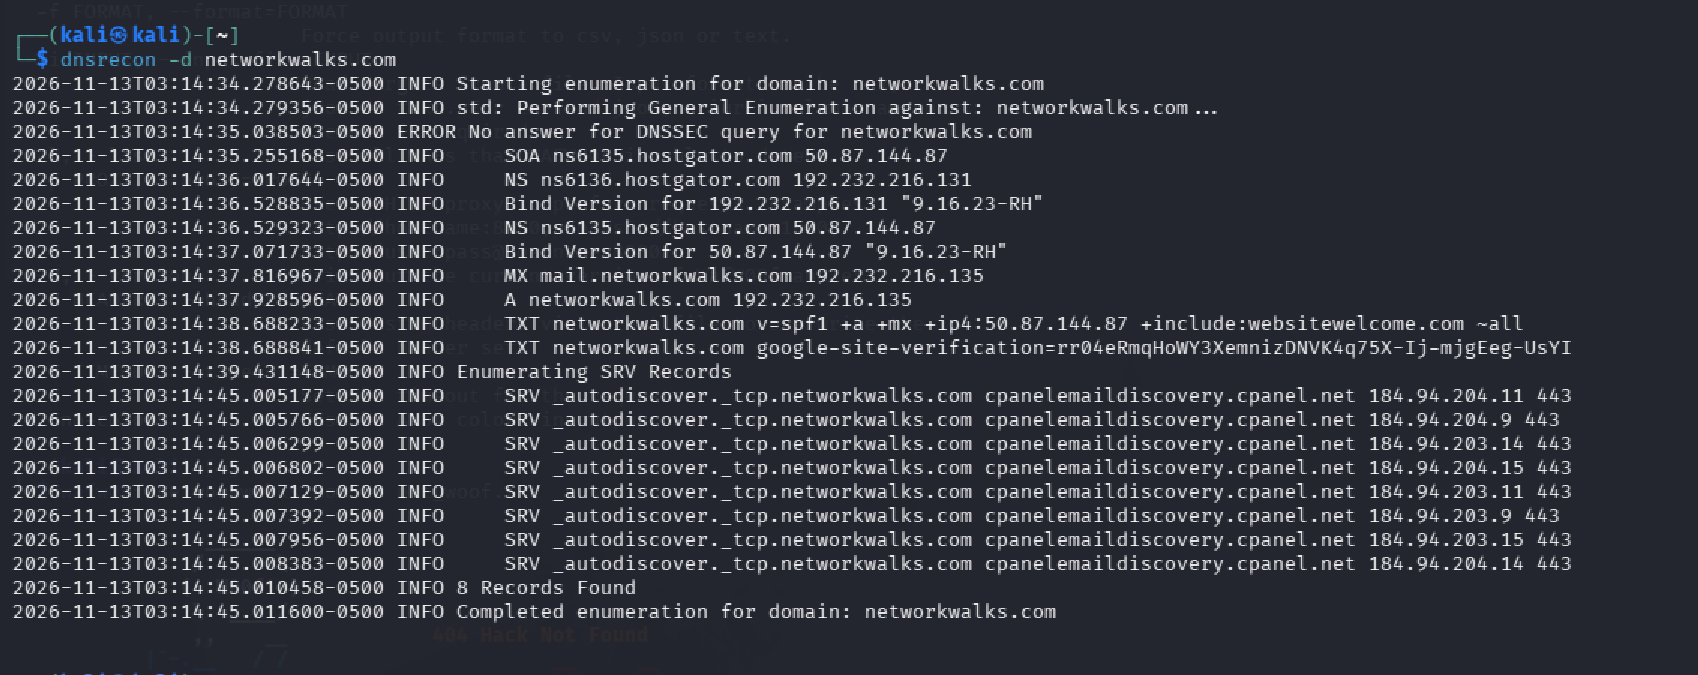 -f FORMAT, --format=FORMAT
(kali㉿kali)-[~]
Force output format to csv, json or text.
$ dnsrecon -d networkwalks.com
2026-11-13T03:14:34.278643-0500 INFO Starting enumeration for domain: networkwalks.com
2026-11-13T03:14:34.279356-0500 INFO std: Performing General Enumeration against: networkwalks.com...
2026-11-13T03:14:35.038503-0500 ERROR No answer for DNSSEC query for networkwalks.com
2026-11-13T03:14:35.255168-0500 INFO SOA ns6135.hostgator.com 50.87.144.87
2026-11-13T03:14:36.017644-0500 INFO NS ns6136.hostgator.com 192.232.216.131
2026-11-13T03:14:36.528835-0500 INFO Bind Version for 192.232.216.131 "9.16.23-RH"
2026-11-13T03:14:36.529323-0500 INFO NS ns6135.hostgator.com 50.87.144.87
2026-11-13T03:14:37.071733-0500 INFO Bind Version for 50.87.144.87 "9.16.23-RH"
2026-11-13T03:14:37.816967-0500 INFO MX mail.networkwalks.com 192.232.216.135
2026-11-13T03:14:37.928596-0500 INFO A networkwalks.com 192.232.216.135
2026-11-13T03:14:38.688233-0500 INFO TXT networkwalks.com v=spf1 +a +mx +ip4:50.87.144.87 +include:websitewelcome.com ~all
2026-11-13T03:14:38.688841-0500 INFO TXT networkwalks.com google-site-verification=rr04eRmqHoWY3XemnizDNVK4q75X-Ij-mjgEeg-UsYI
2026-11-13T03:14:39.431148-0500 INFO Enumerating SRV Records
2026-11-13T03:14:45.005177-0500 INFO SRV _autodiscover._tcp.networkwalks.com cpanelemaildiscovery.cpanel.net 184.94.204.11 443
2026-11-13T03:14:45.005766-0500 INFO SRV _autodiscover._tcp.networkwalks.com cpanelemaildiscovery.cpanel.net 184.94.204.9 443
2026-11-13T03:14:45.006299-0500 INFO SRV _autodiscover._tcp.networkwalks.com cpanelemaildiscovery.cpanel.net 184.94.203.14 443
2026-11-13T03:14:45.006802-0500 INFO SRV _autodiscover._tcp.networkwalks.com cpanelemaildiscovery.cpanel.net 184.94.204.15 443
2026-11-13T03:14:45.007129-0500 INFO SRV _autodiscover._tcp.networkwalks.com cpanelemaildiscovery.cpanel.net 184.94.203.11 443
2026-11-13T03:14:45.007392-0500 INFO SRV _autodiscover._tcp.networkwalks.com cpanelemaildiscovery.cpanel.net 184.94.203.9 443
2026-11-13T03:14:45.007956-0500 INFO SRV _autodiscover._tcp.networkwalks.com cpanelemaildiscovery.cpanel.net 184.94.203.15 443
2026-11-13T03:14:45.008383-0500 INFO SRV _autodiscover._tcp.networkwalks.com cpanelemaildiscovery.cpanel.net 184.94.204.14 443
2026-11-13T03:14:45.010458-0500 INFO 8 Records Found
2026-11-13T03:14:45.011600-0500 INFO Completed enumeration for domain: networkwalks.com
404 Hack Not Found